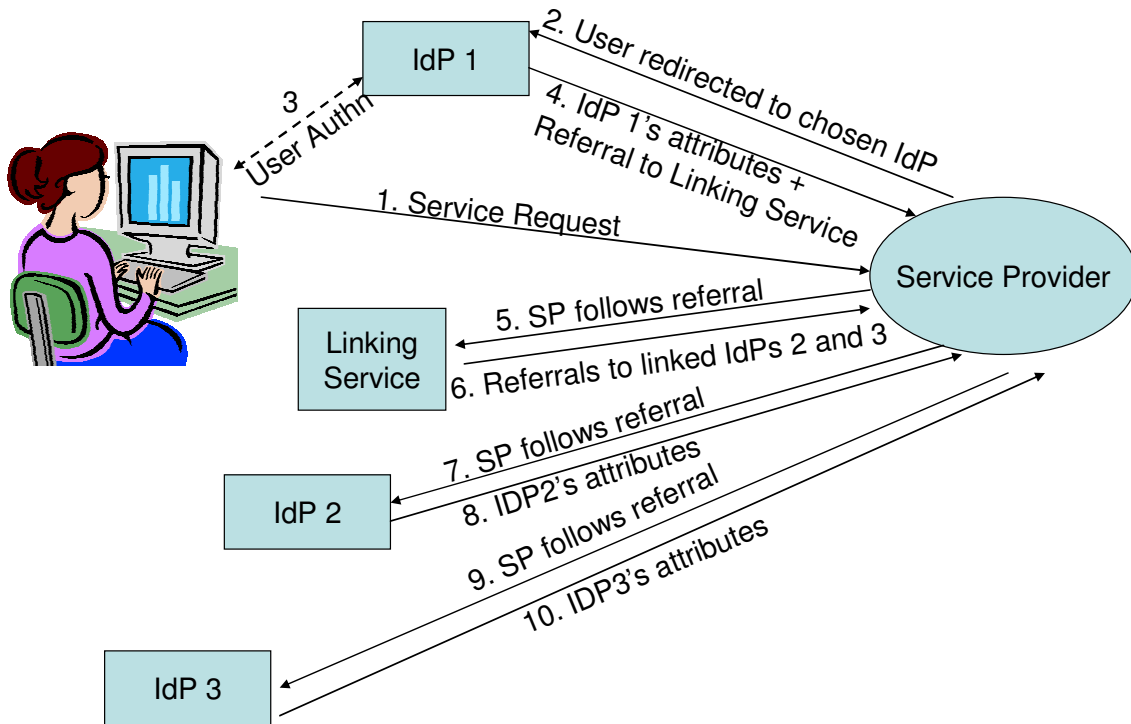 IdP 1
2. User redirected to chosen IdP
3
User Authn
4. IdP 1's attributes +
Referral to Linking Service
1. Service Request
Service Provider
5. SP follows referral
Linking
Service
6. Referrals to linked IdPs 2 and 3
7. SP follows referral
IdP 2
8. IDP2's attributes
9. SP follows referral
10. IDP3's attributes
IdP 3